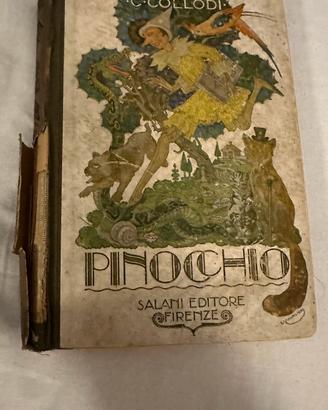 C · COLLODI ·
PINOCCHIO
SALANI EDITORE
FIRENZE